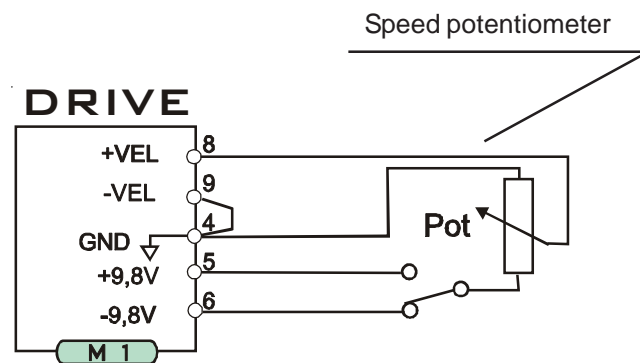 Speed potentiometer
DRIVE
+VEL 8
-VEL 9
GND 4
+9,8V 5
-9,8V 6
Pot
M 1